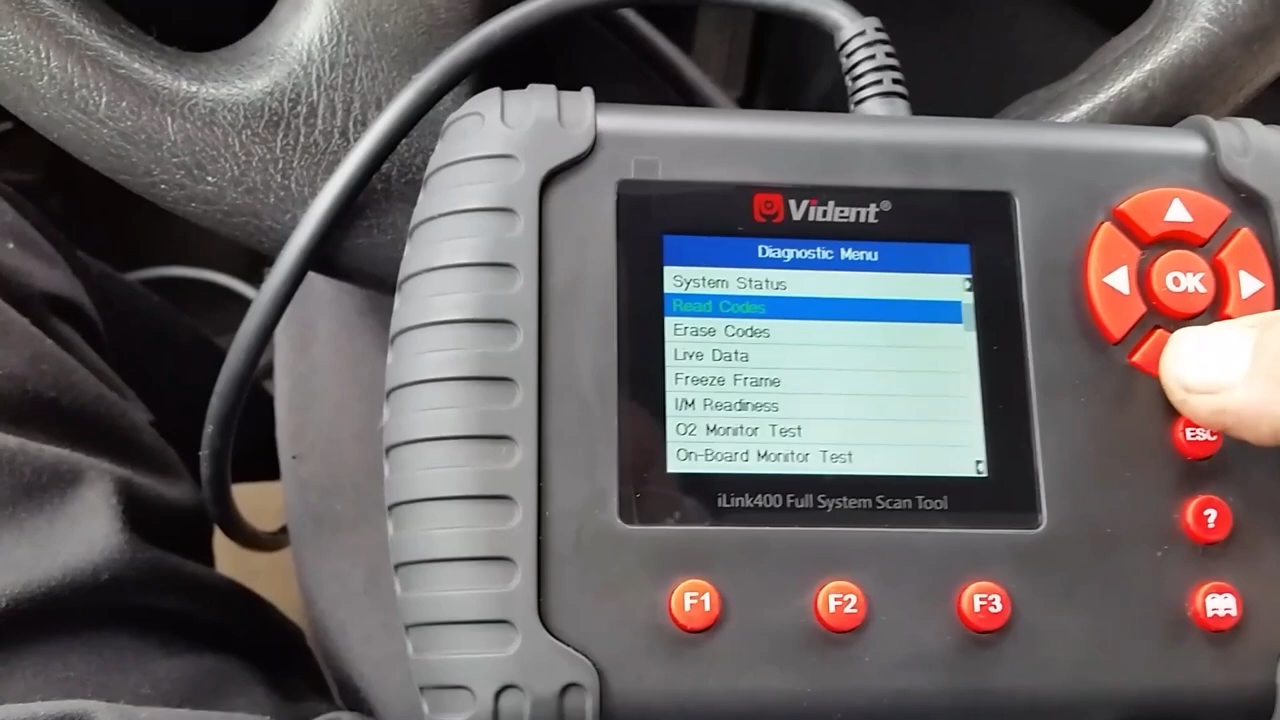 Vident®
Diagnostic Menu
System Status
Read Codes
Erase Codes
Live Data
Freeze Frame
I/M Readiness
O2 Monitor Test
On-Board Monitor Test
iLink400 Full System Scan Tool
OK
ESC
?
F1 F2 F3